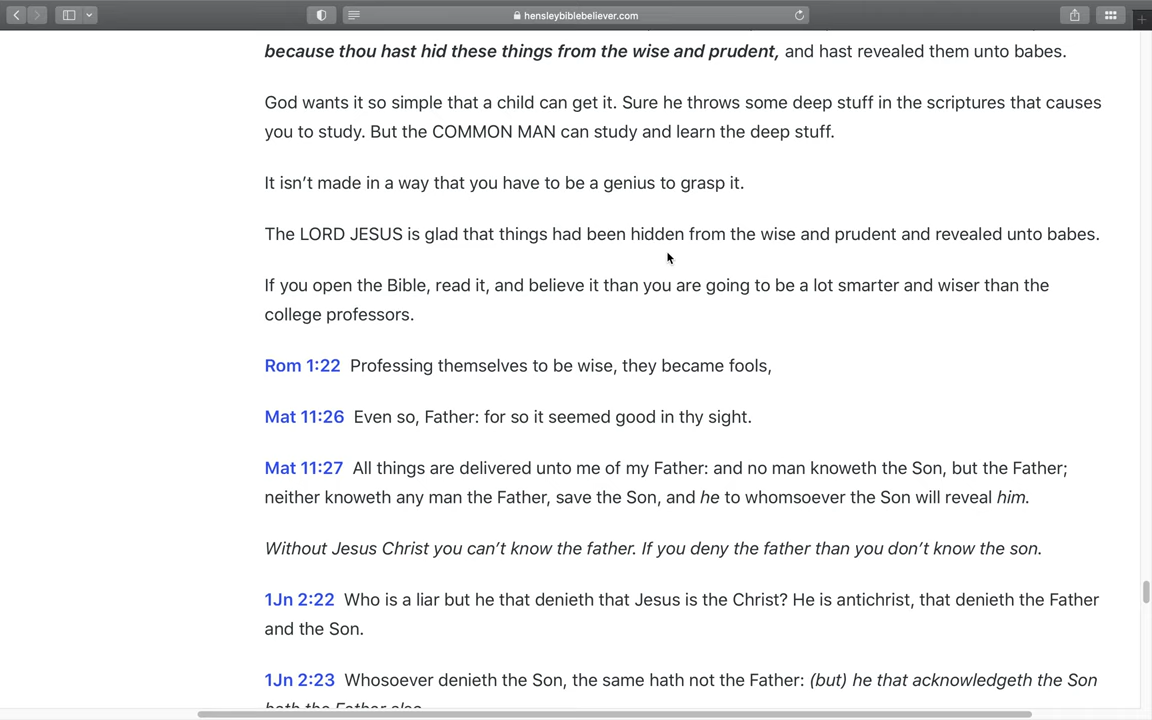 hensleybiblebeliever.com
because thou hast hid these things from the wise and prudent, and hast revealed them unto babes.
God wants it so simple that a child can get it. Sure he throws some deep stuff in the scriptures that causes
you to study. But the COMMON MAN can study and learn the deep stuff.
It isn’t made in a way that you have to be a genius to grasp it.
The LORD JESUS is glad that things had been hidden from the wise and prudent and revealed unto babes.
If you open the Bible, read it, and believe it than you are going to be a lot smarter and wiser than the
college professors.
Rom 1:22 Professing themselves to be wise, they became fools,
Mat 11:26 Even so, Father: for so it seemed good in thy sight.
Mat 11:27 All things are delivered unto me of my Father: and no man knoweth the Son, but the Father;
neither knoweth any man the Father, save the Son, and he to whomsoever the Son will reveal him.
Without Jesus Christ you can’t know the father. If you deny the father than you don’t know the son.
1Jn 2:22 Who is a liar but he that denieth that Jesus is the Christ? He is antichrist, that denieth the Father
and the Son.
1Jn 2:23 Whosoever denieth the Son, the same hath not the Father: (but) he that acknowledgeth the Son
hath the Father also